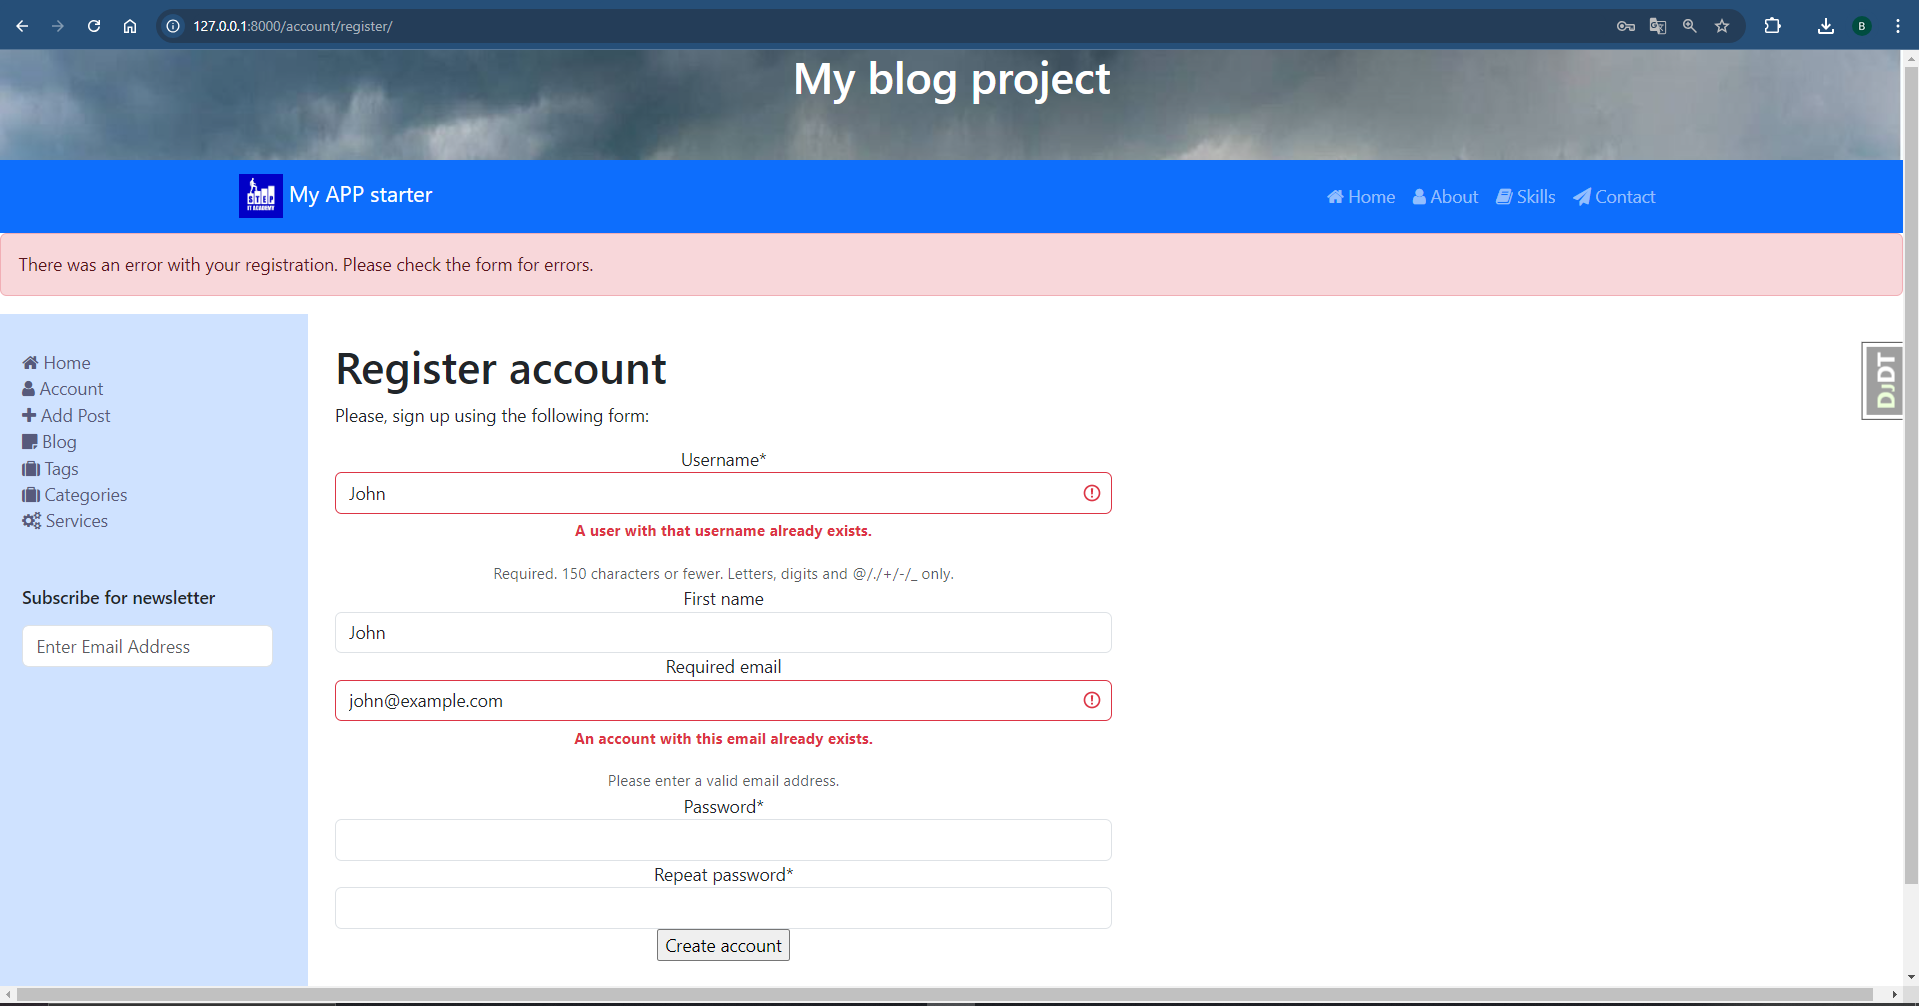 127.0.0.1:8000/account/register/
B
My blog project
STEC
IT ACADEMY
My APP starter
Home About Skills Contact
There was an error with your registration. Please check the form for errors.
Home
Account
Add Post
Blog
Tags
Categories
Services
Subscribe for newsletter
Enter Email Address
Register account
Please, sign up using the following form:
Username*
John
A user with that username already exists.
Required. 150 characters or fewer. Letters, digits and @/./+/-/_ only.
First name
John
Required email
john@example.com
An account with this email already exists.
Please enter a valid email address.
Password*
Repeat password*
Create account
DJDT